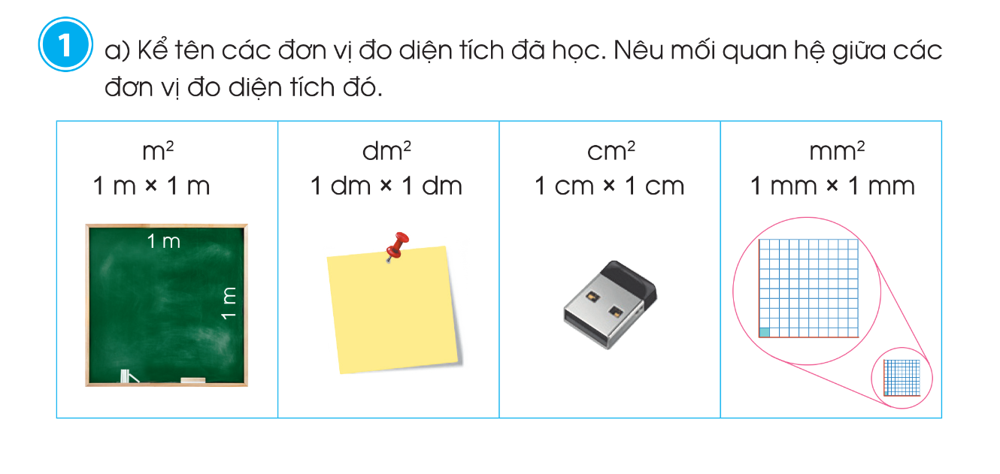 1
a) Kể tên các đơn vị đo diện tích đã học. Nêu mối quan hệ giữa các
đơn vị đo diện tích đó.
m²
1 m × 1 m
1 m
1 m
dm²
1 dm × 1 dm
cm²
1 cm × 1 cm
mm²
1 mm × 1 mm